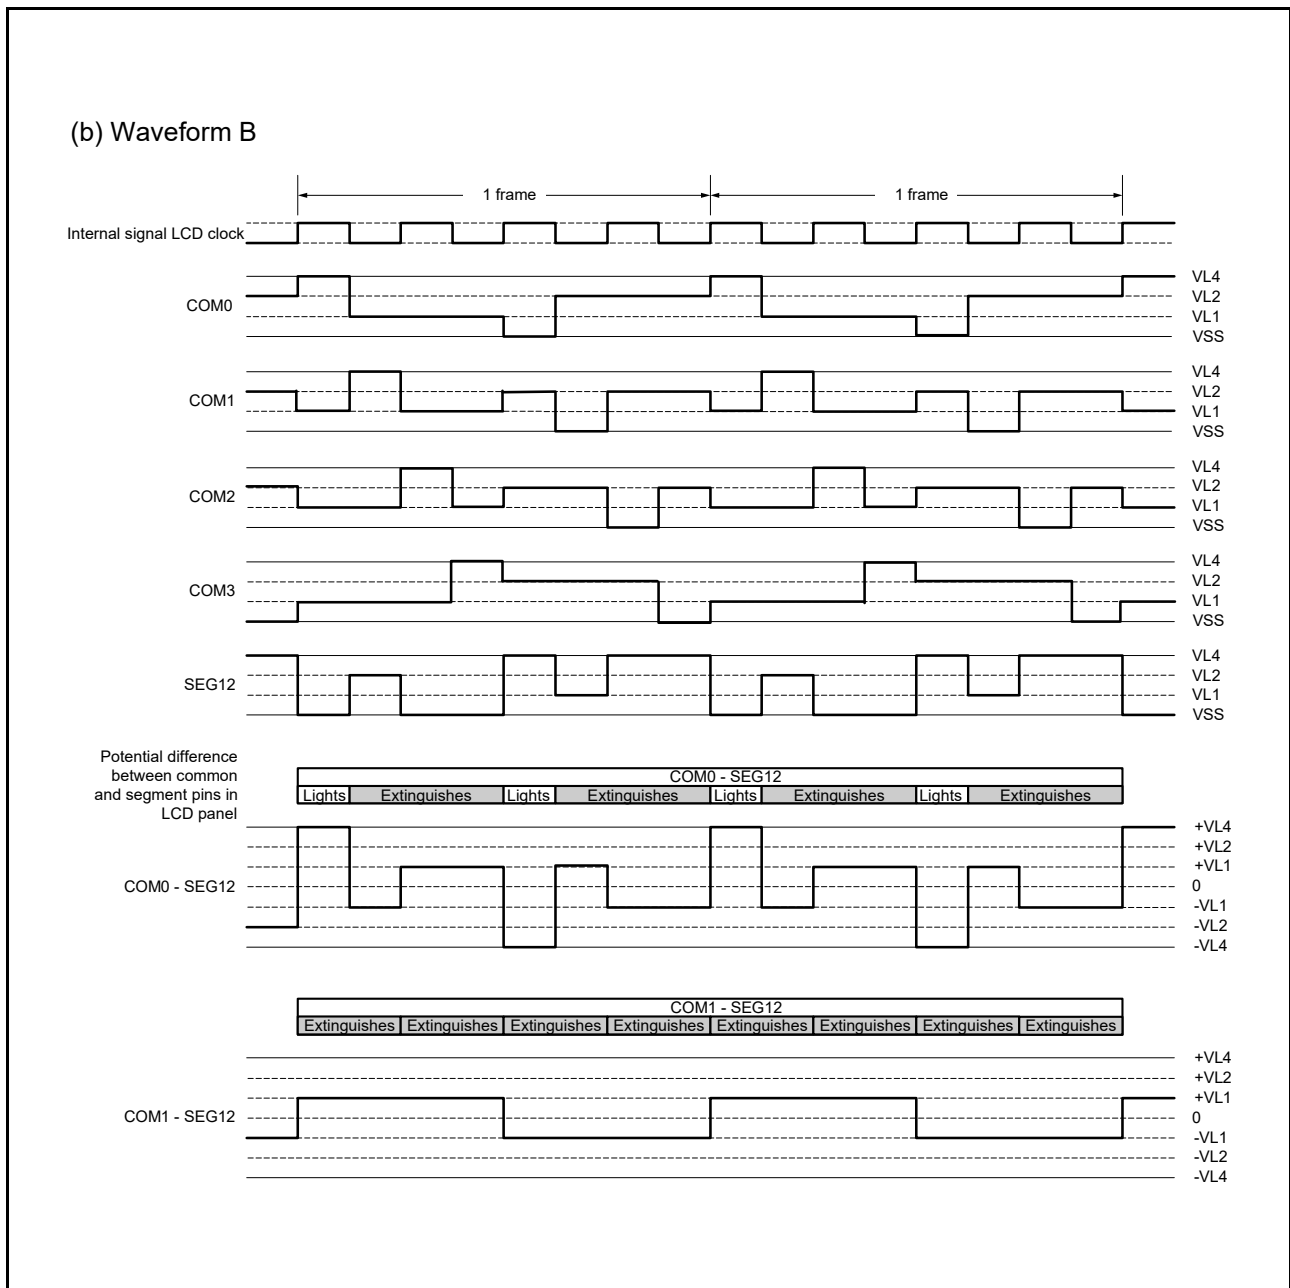 (b) Waveform B
1 frame 1 frame
Internal signal LCD clock
COM0
VL4
VL2
VL1
VSS
COM1
VL4
VL2
VL1
VSS
COM2
VL4
VL2
VL1
VSS
COM3
VL4
VL2
VL1
VSS
SEG12
VL4
VL2
VL1
VSS
Potential difference
between common
and segment pins in
LCD panel
COM0 - SEG12
Lights Extinguishes Lights Extinguishes Lights Extinguishes Lights Extinguishes
COM0 - SEG12
+VL4
+VL2
+VL1
0
-VL1
-VL2
-VL4
COM1 - SEG12
Extinguishes Extinguishes Extinguishes Extinguishes Extinguishes Extinguishes Extinguishes Extinguishes
COM1 - SEG12
+VL4
+VL2
+VL1
0
-VL1
-VL2
-VL4